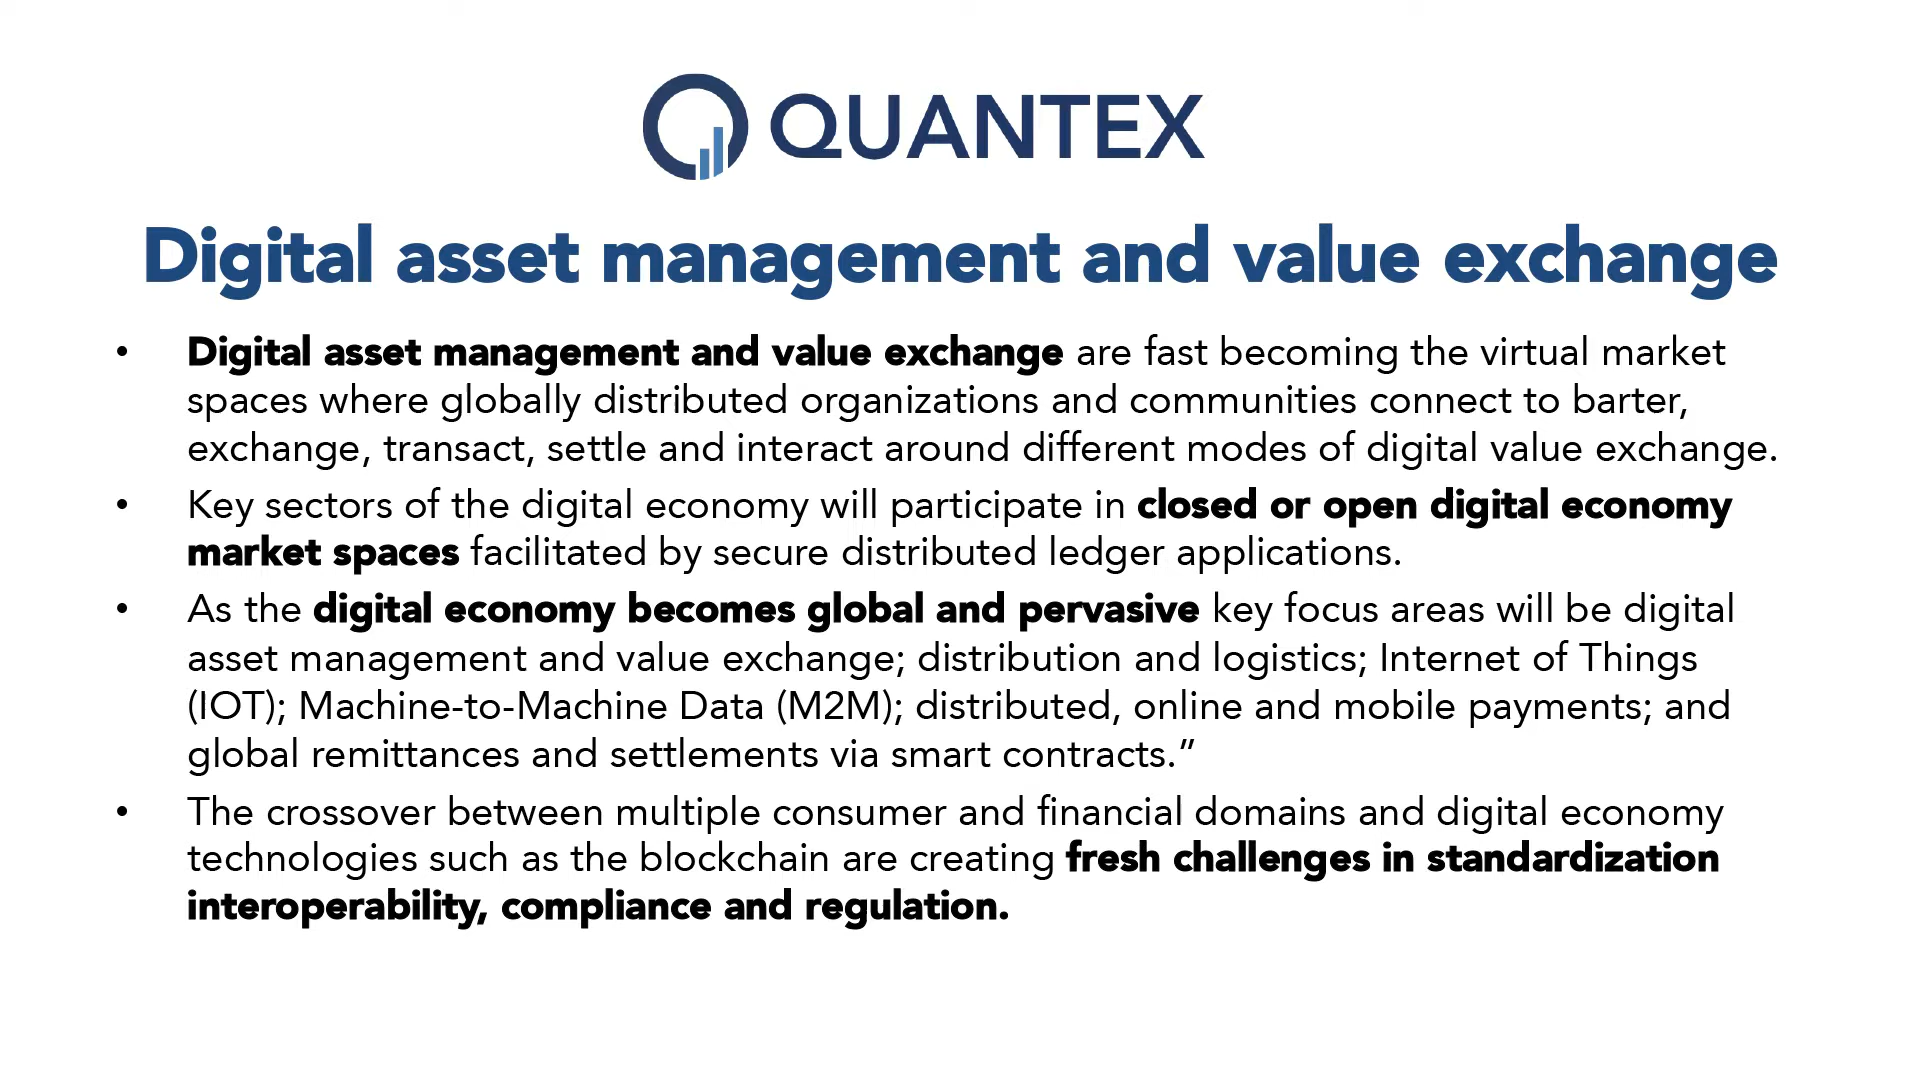 QUANTEX
Digital asset management and value exchange
• Digital asset management and value exchange are fast becoming the virtual market
spaces where globally distributed organizations and communities connect to barter,
exchange, transact, settle and interact around different modes of digital value exchange.
• Key sectors of the digital economy will participate in closed or open digital economy
market spaces facilitated by secure distributed ledger applications.
• As the digital economy becomes global and pervasive key focus areas will be digital
asset management and value exchange; distribution and logistics; Internet of Things
(IOT); Machine-to-Machine Data (M2M); distributed, online and mobile payments; and
global remittances and settlements via smart contracts.”
• The crossover between multiple consumer and financial domains and digital economy
technologies such as the blockchain are creating fresh challenges in standardization
interoperability, compliance and regulation.